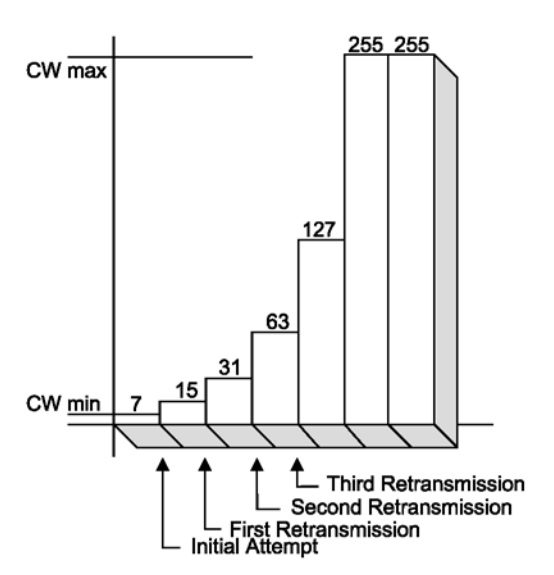 255 255
CW max
127
63
31
15
CW min 7
Third Retransmission
Second Retransmission
First Retransmission
Initial Attempt